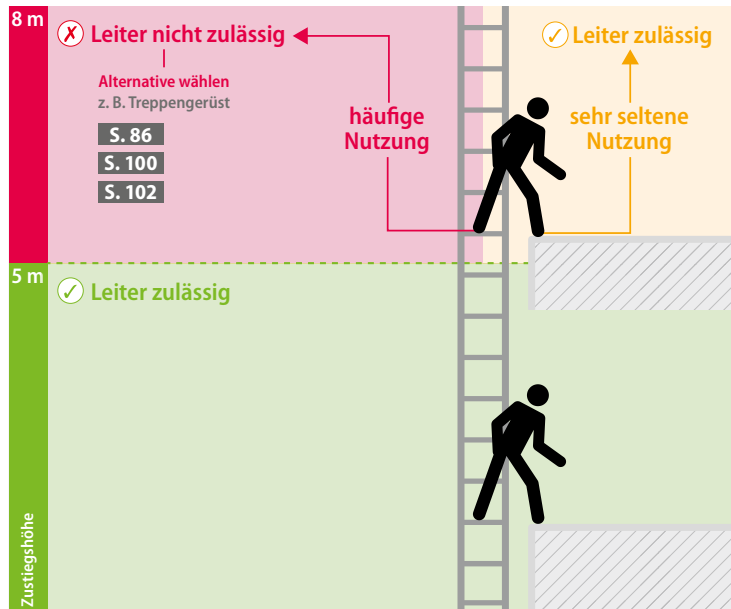 8 m
✗ Leiter nicht zulässig
Alternative wählen
z. B. Treppengerüst
S. 86
S. 100
S. 102
häufige
Nutzung
✓ Leiter zulässig
sehr seltene
Nutzung
5 m
✓ Leiter zulässig
Zustiegshöhe